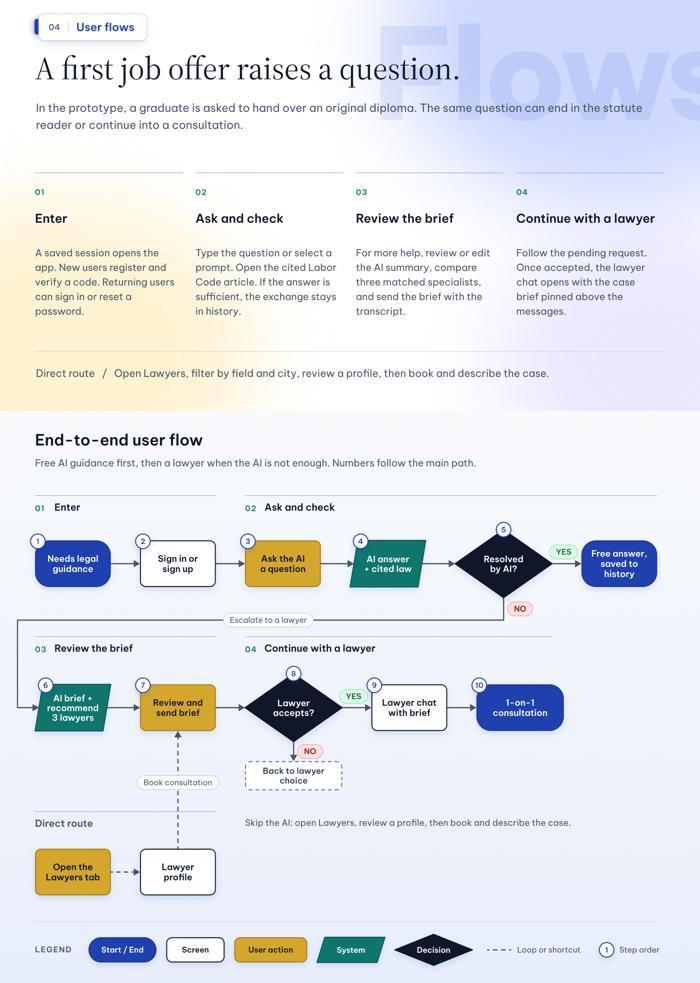 04 User flows
Flows
A first job offer raises a question.
In the prototype, a graduate is asked to hand over an original diploma. The same question can end in the statute
reader or continue into a consultation.
01
Enter
A saved session opens the
app. New users register and
verify a code. Returning users
can sign in or reset a
password.
02
Ask and check
Type the question or select a
prompt. Open the cited Labor
Code article. If the answer is
sufficient, the exchange stays
in history.
03
Review the brief
For more help, review or edit
the AI summary, compare
three matched specialists,
and send the brief with the
transcript.
04
Continue with a lawyer
Follow the pending request.
Once accepted, the lawyer
chat opens with the case
brief pinned above the
messages.
Direct route / Open Lawyers, filter by field and city, review a profile, then book and describe the case.
End-to-end user flow
Free AI guidance first, then a lawyer when the AI is not enough. Numbers follow the main path.
01 Enter
02 Ask and check
1
Needs legal
guidance
2
Sign in or
sign up
3
Ask the AI
a question
4
AI answer
+ cited law
5
Resolved
by AI?
YES
Free answer,
saved to
history
NO
Escalate to a lawyer
03 Review the brief
04 Continue with a lawyer
6
AI brief +
recommend
3 lawyers
7
Review and
send brief
8
Lawyer
accepts?
YES
9
Lawyer chat
with brief
10
1-on-1
consultation
NO
Back to lawyer
choice
Book consultation
Direct route
Skip the AI: open Lawyers, review a profile, then book and describe the case.
Open the
Lawyers tab
Lawyer
profile
LEGEND
Start / End
Screen
User action
System
Decision
Loop or shortcut
1
Step order